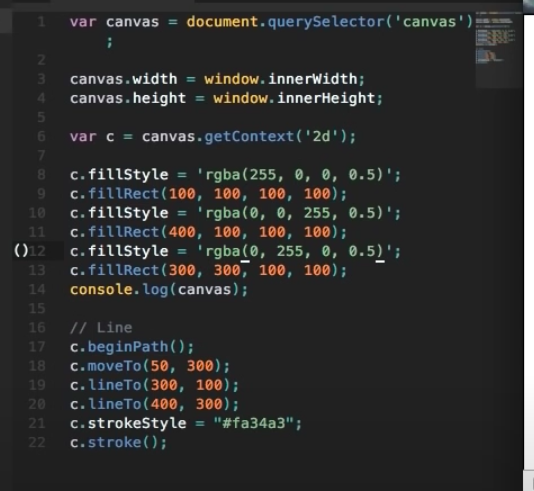 1 var canvas = document.querySelector('canvas')
;
2
3 canvas.width = window.innerWidth;
4 canvas.height = window.innerHeight;
5
6 var c = canvas.getContext('2d');
7
8 c.fillStyle = 'rgba(255, 0, 0, 0.5)';
9 c.fillRect(100, 100, 100, 100);
10 c.fillStyle = 'rgba(0, 0, 255, 0.5)';
11 c.fillRect(400, 100, 100, 100);
()12 c.fillStyle = 'rgba(0, 255, 0, 0.5)';
13 c.fillRect(300, 300, 100, 100);
14 console.log(canvas);
15
16 // Line
17 c.beginPath();
18 c.moveTo(50, 300);
19 c.lineTo(300, 100);
20 c.lineTo(400, 300);
21 c.strokeStyle = "#fa34a3";
22 c.stroke();